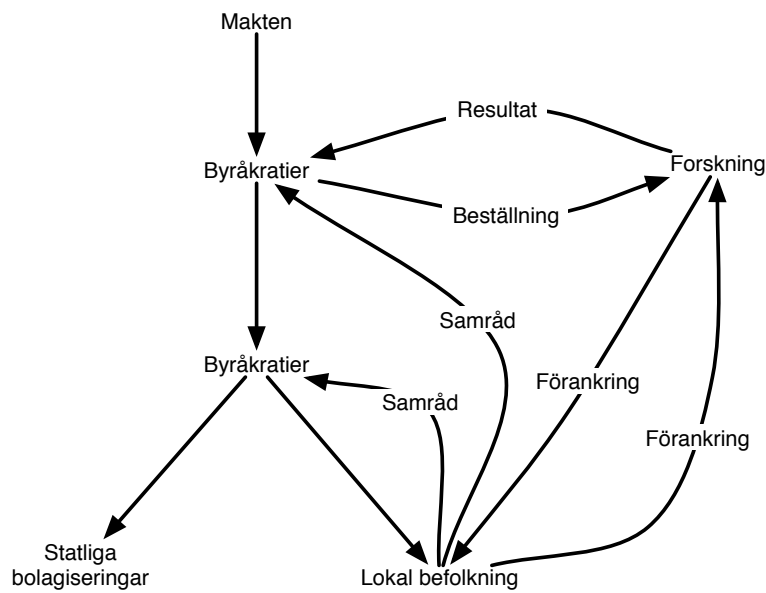 Makten
Resultat
Byråkratier
Forskning
Beställning
Samråd
Byråkratier
Förankring
Samråd
Förankring
Statliga
bolagiseringar
Lokal befolkning